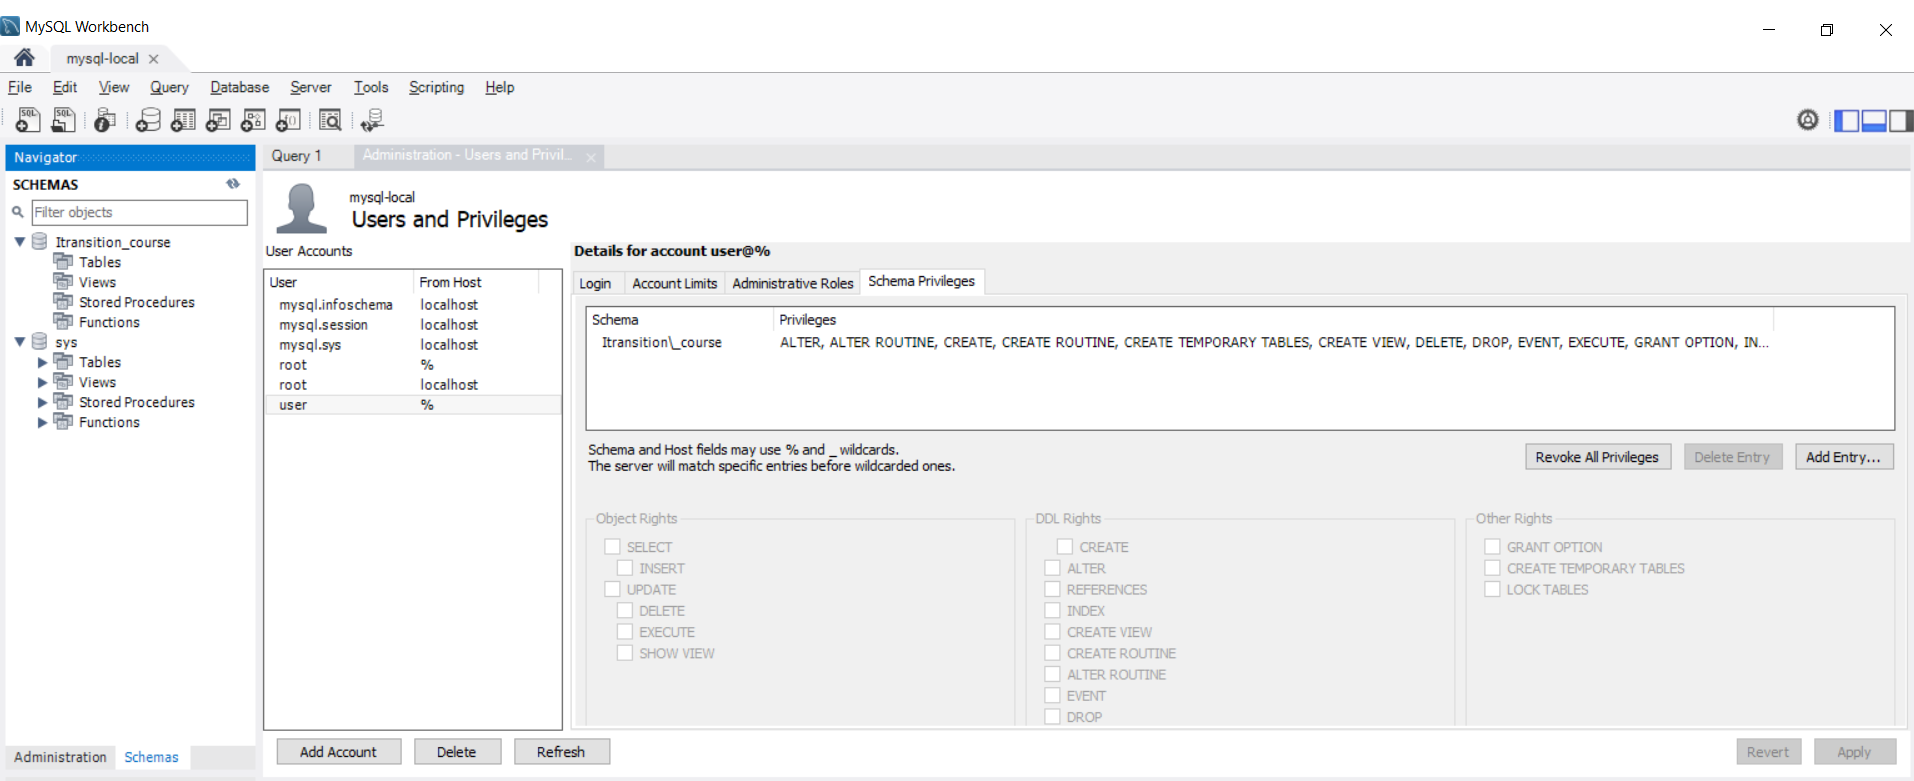 MySQL Workbench
mysql-local
File Edit View Query Database Server Tools Scripting Help
SQL SQL
Navigator
SCHEMAS
Filter objects
Itransition_course
Tables
Views
Stored Procedures
Functions
sys
Tables
Views
Stored Procedures
Functions
Administration Schemas
Query 1 Administration - Users and Privil...
mysql-local
Users and Privileges
User Accounts
User From Host
mysql.infoschema localhost
mysql.session localhost
mysql.sys localhost
root %
root localhost
user %
Add Account Delete Refresh
Details for account user@%
Login Account Limits Administrative Roles Schema Privileges
Schema Privileges
Itransition\_course ALTER, ALTER ROUTINE, CREATE, CREATE ROUTINE, CREATE TEMPORARY TABLES, CREATE VIEW, DELETE, DROP, EVENT, EXECUTE, GRANT OPTION, IN...
Schema and Host fields may use % and _ wildcards.
The server will match specific entries before wildcarded ones.
Revoke All Privileges Delete Entry Add Entry...
Object Rights
SELECT
INSERT
UPDATE
DELETE
EXECUTE
SHOW VIEW
DDL Rights
CREATE
ALTER
REFERENCES
INDEX
CREATE VIEW
CREATE ROUTINE
ALTER ROUTINE
EVENT
DROP
Other Rights
GRANT OPTION
CREATE TEMPORARY TABLES
LOCK TABLES
Revert Apply